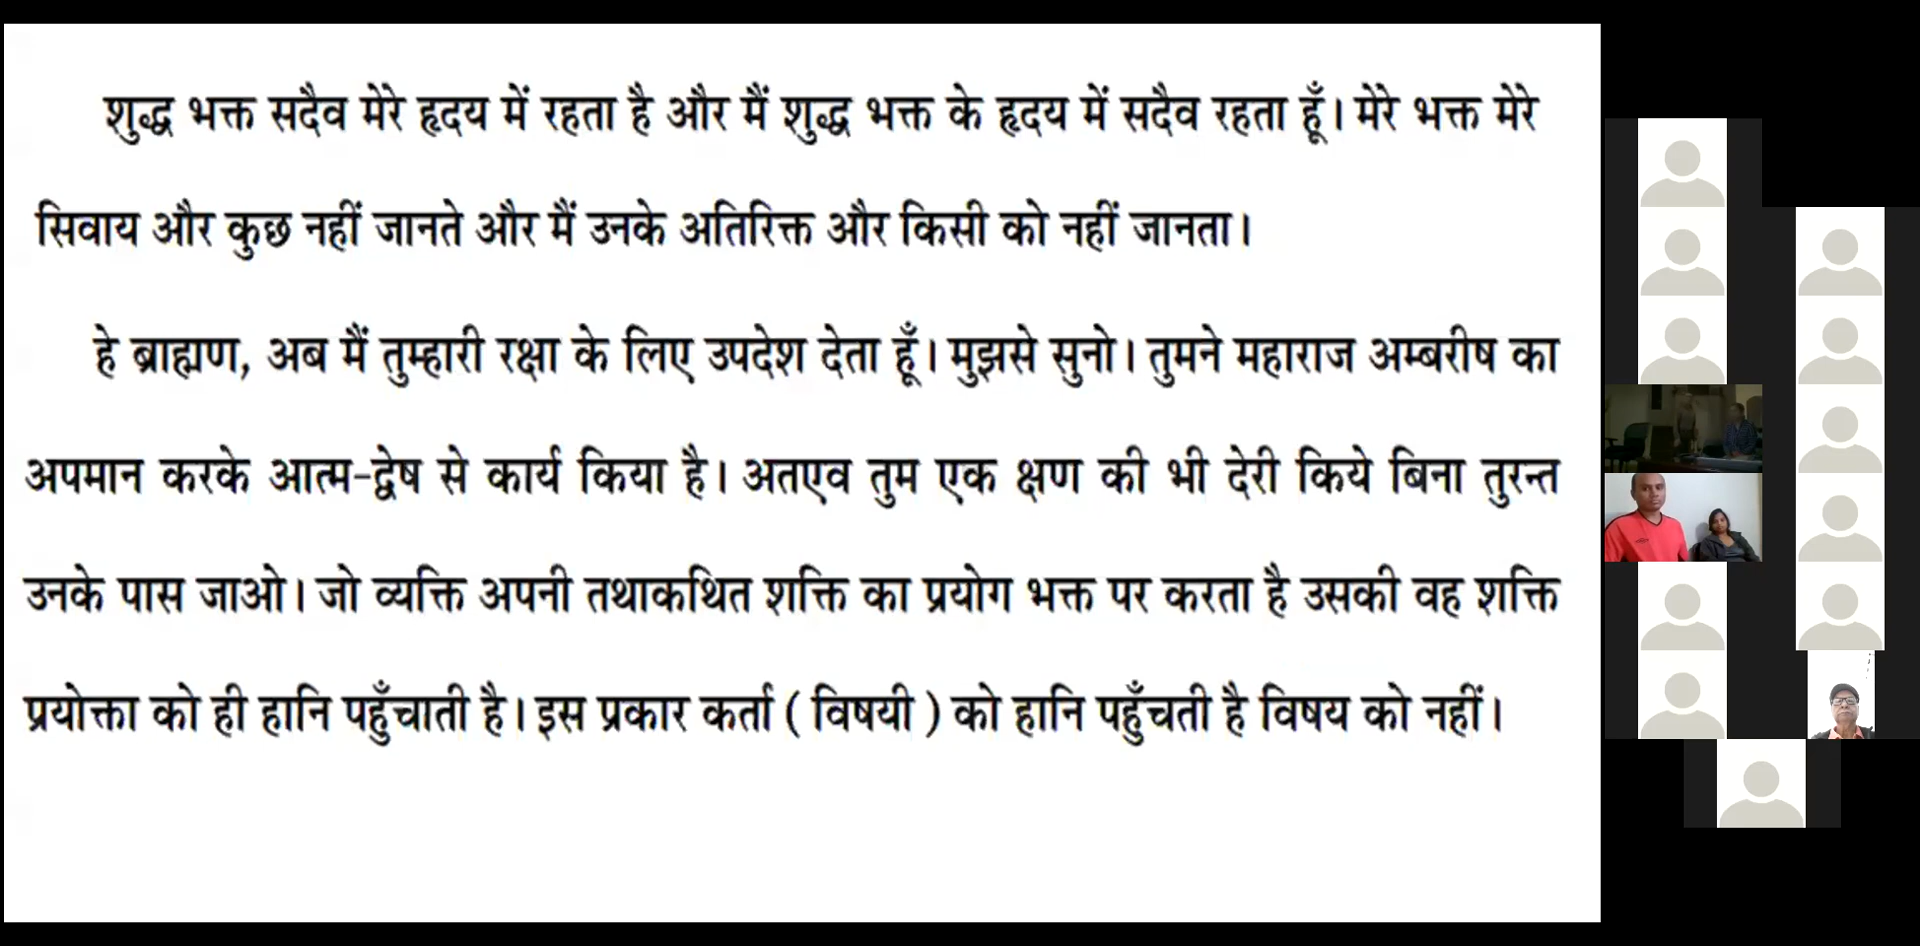 शुद्ध भक्त सदैव मेरे हृदय में रहता है और मैं शुद्ध भक्त के हृदय में सदैव रहता हूँ। मेरे भक्त मेरे
सिवाय और कुछ नहीं जानते और मैं उनके अतिरिक्त और किसी को नहीं जानता।
हे ब्राह्मण, अब मैं तुम्हारी रक्षा के लिए उपदेश देता हूँ। मुझसे सुनो। तुमने महाराज अम्बरीष का
अपमान करके आत्म-द्वेष से कार्य किया है। अतएव तुम एक क्षण की भी देरी किये बिना तुरन्त
उनके पास जाओ। जो व्यक्ति अपनी तथाकथित शक्ति का प्रयोग भक्त पर करता है उसकी वह शक्ति
प्रयोक्ता को ही हानि पहुँचाती है। इस प्रकार कर्ता ( विषयी ) को हानि पहुँचती है विषय को नहीं।